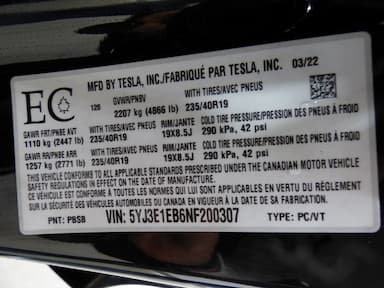 MFD BY TESLA, INC./FABRIQUÉ PAR TESLA, INC. 03/22
EC
125 GVWR/PNBV
2207 kg (4866 lb)
GAWR FRT/PNBE AVT WITH TIRES/AVEC PNEUS RIM/JANTE COLD TIRE PRESSURE/PRESSION DES PNEUS À FROID
1110 kg (2447 lb) 235/40R19 19X8.5J 290 kPa, 42 psi
GAWR RR/PNBE ARR WITH TIRES/AVEC PNEUS RIM/JANTE COLD TIRE PRESSURE/PRESSION DES PNEUS À FROID
1257 kg (2771 lb) 235/40R19 19X8.5J 290 kPa, 42 psi
THIS VEHICLE CONFORMS TO ALL APPLICABLE STANDARDS PRESCRIBED UNDER THE CANADIAN MOTOR VEHICLE
SAFETY REGULATIONS IN EFFECT ON THE DATE OF MANUFACTURE
CE VÉHICULE EST CONFORME À TOUTES LES NORMES QUI LUI SONT APPLICABLES EN VERTU DU RÈGLEMENT
SUR LA SÉCURITÉ DES VÉHICULES AUTOMOBILES DU CANADA EN VIGUEUR À LA DATE DE SA FABRICATION.
PNT: PBSB VIN: 5YJ3E1EB6NF200307 TYPE: PC/VT